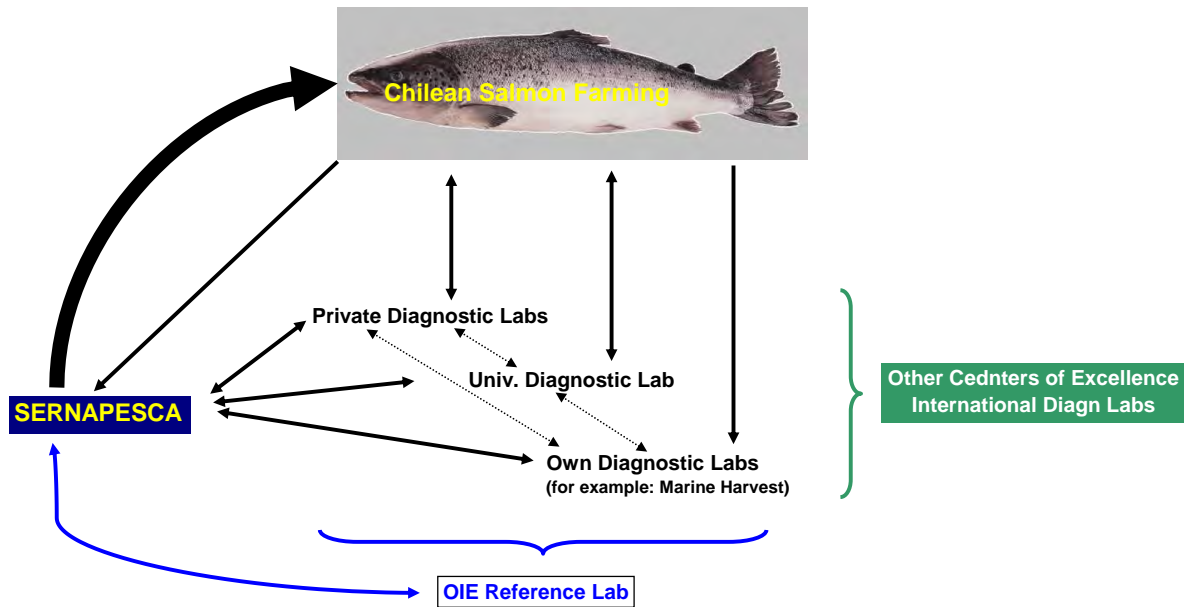 Chilean Salmon Farming
Private Diagnostic Labs
Univ. Diagnostic Lab
SERNAPESCA
Own Diagnostic Labs
(for example: Marine Harvest)
Other Cednters of Excellence
International Diagn Labs
OIE Reference Lab